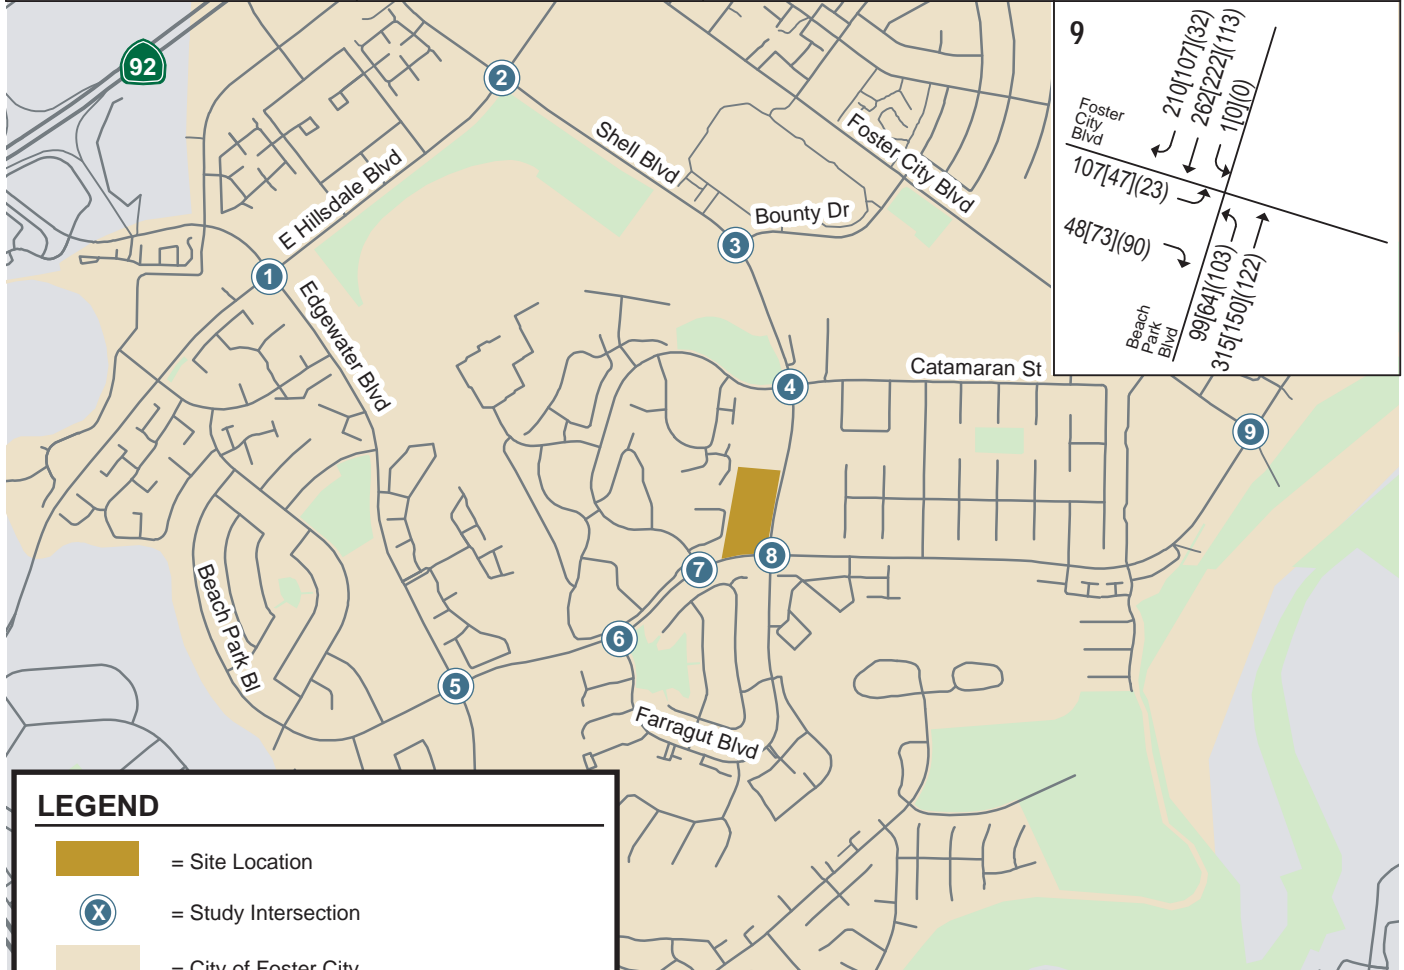 92
2
Shell Blvd
Foster City Blvd
E Hillsdale Blvd
Bounty Dr
3
1
Edgewater Blvd
4
Catamaran St
9
7
8
6
5
Beach Park Bl
Farragut Blvd
9
210[107](32)
262[222](113)
1[0](0)
Foster
City
Blvd
107[47](23)
48[73](90)
99[64](103)
315[150](122)
Beach
Park
Blvd
LEGEND
= Site Location
X
= Study Intersection
= City of Foster City